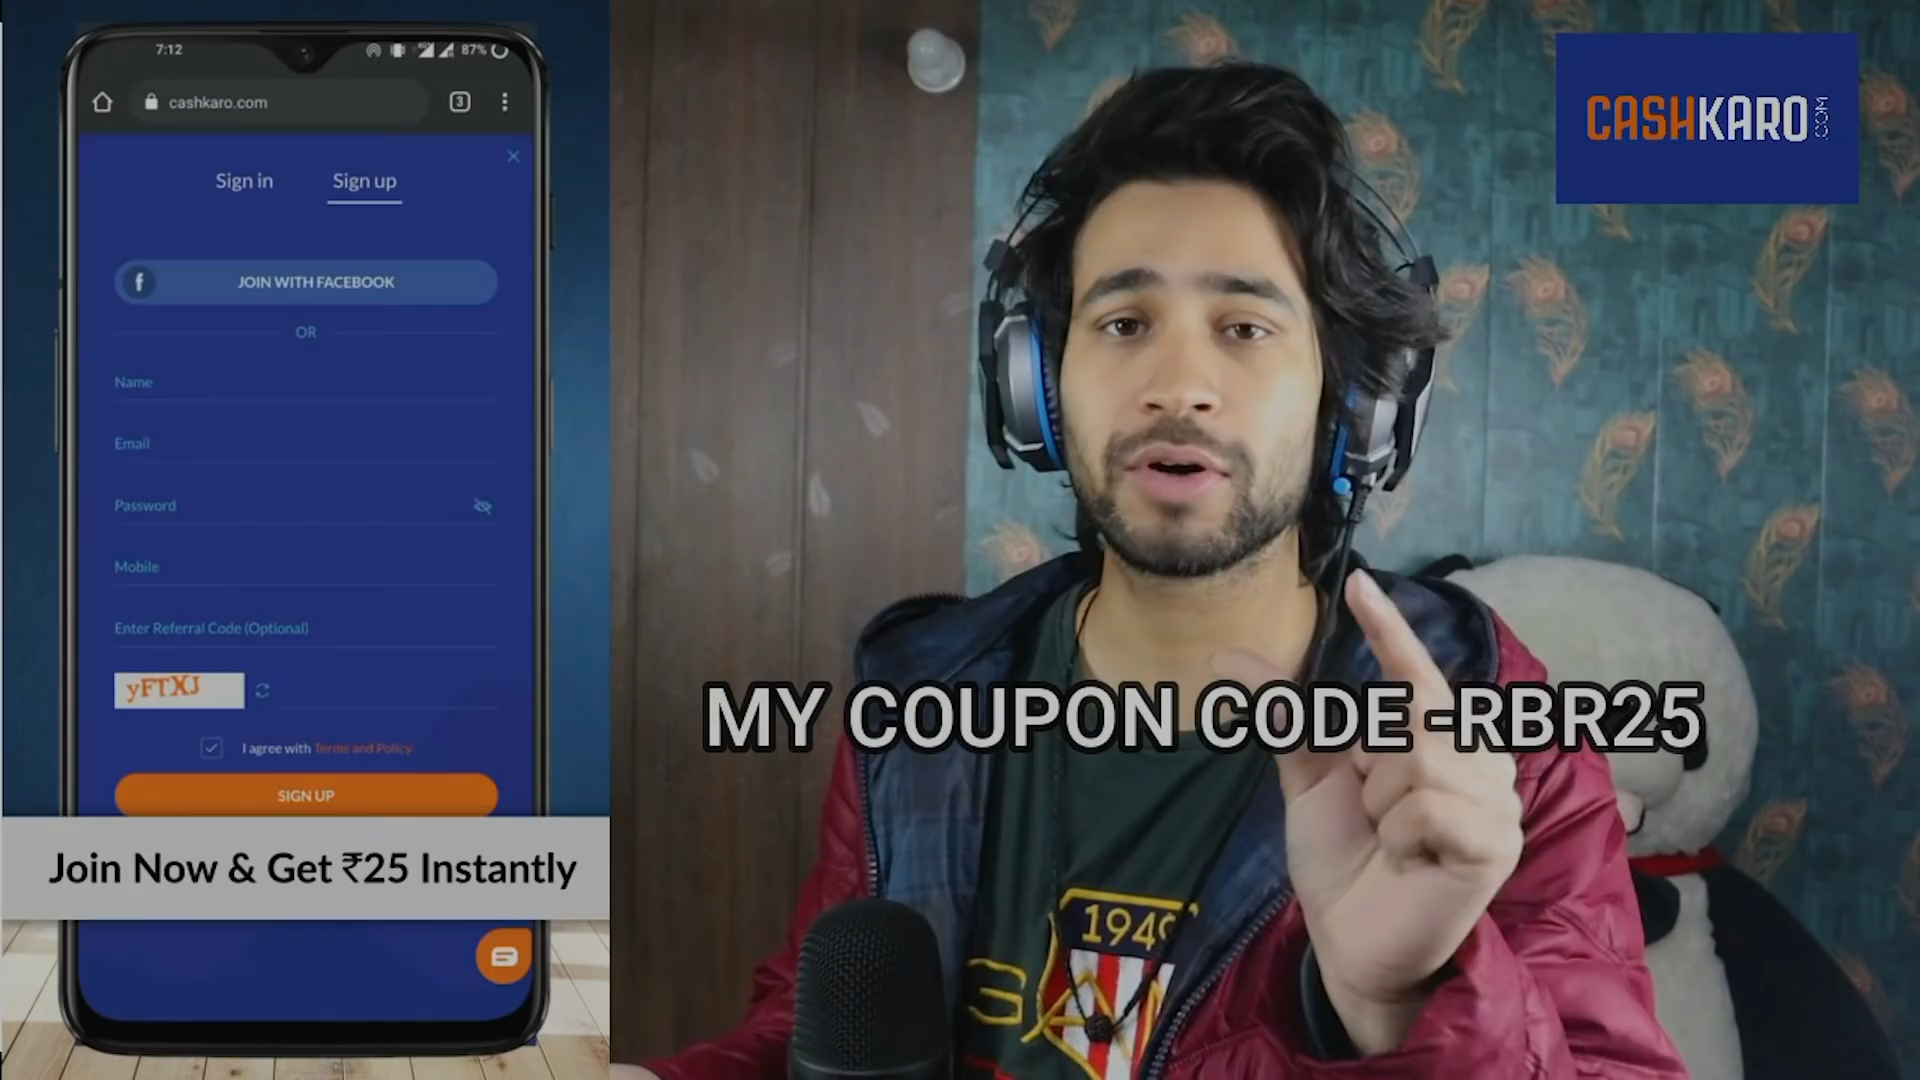 7:12
87%
cashkaro.com
3
Sign in
Sign up
f
JOIN WITH FACEBOOK
OR
Name
Email
Password
Mobile
Enter Referral Code (Optional)
yFTXJ
I agree with Terms and Policy
SIGN UP
Join Now & Get ₹25 Instantly
CASHKARO.COM
MY COUPON CODE -RBR25
194